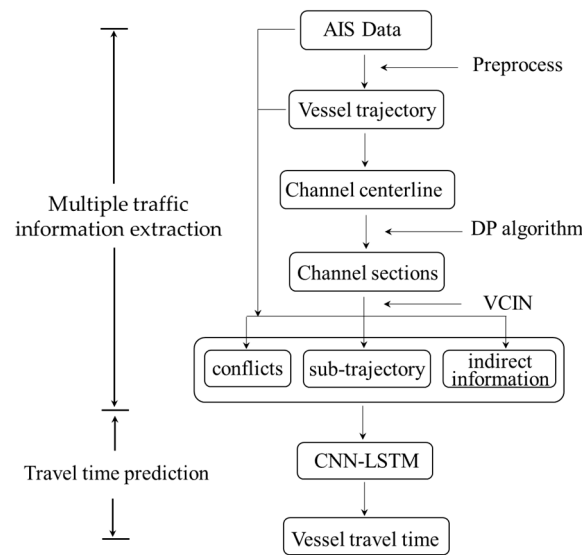 AIS Data
Preprocess
Vessel trajectory
Channel centerline
Multiple traffic
information extraction
DP algorithm
Channel sections
VCIN
conflicts
sub-trajectory
indirect
information
CNN-LSTM
Travel time prediction
Vessel travel time